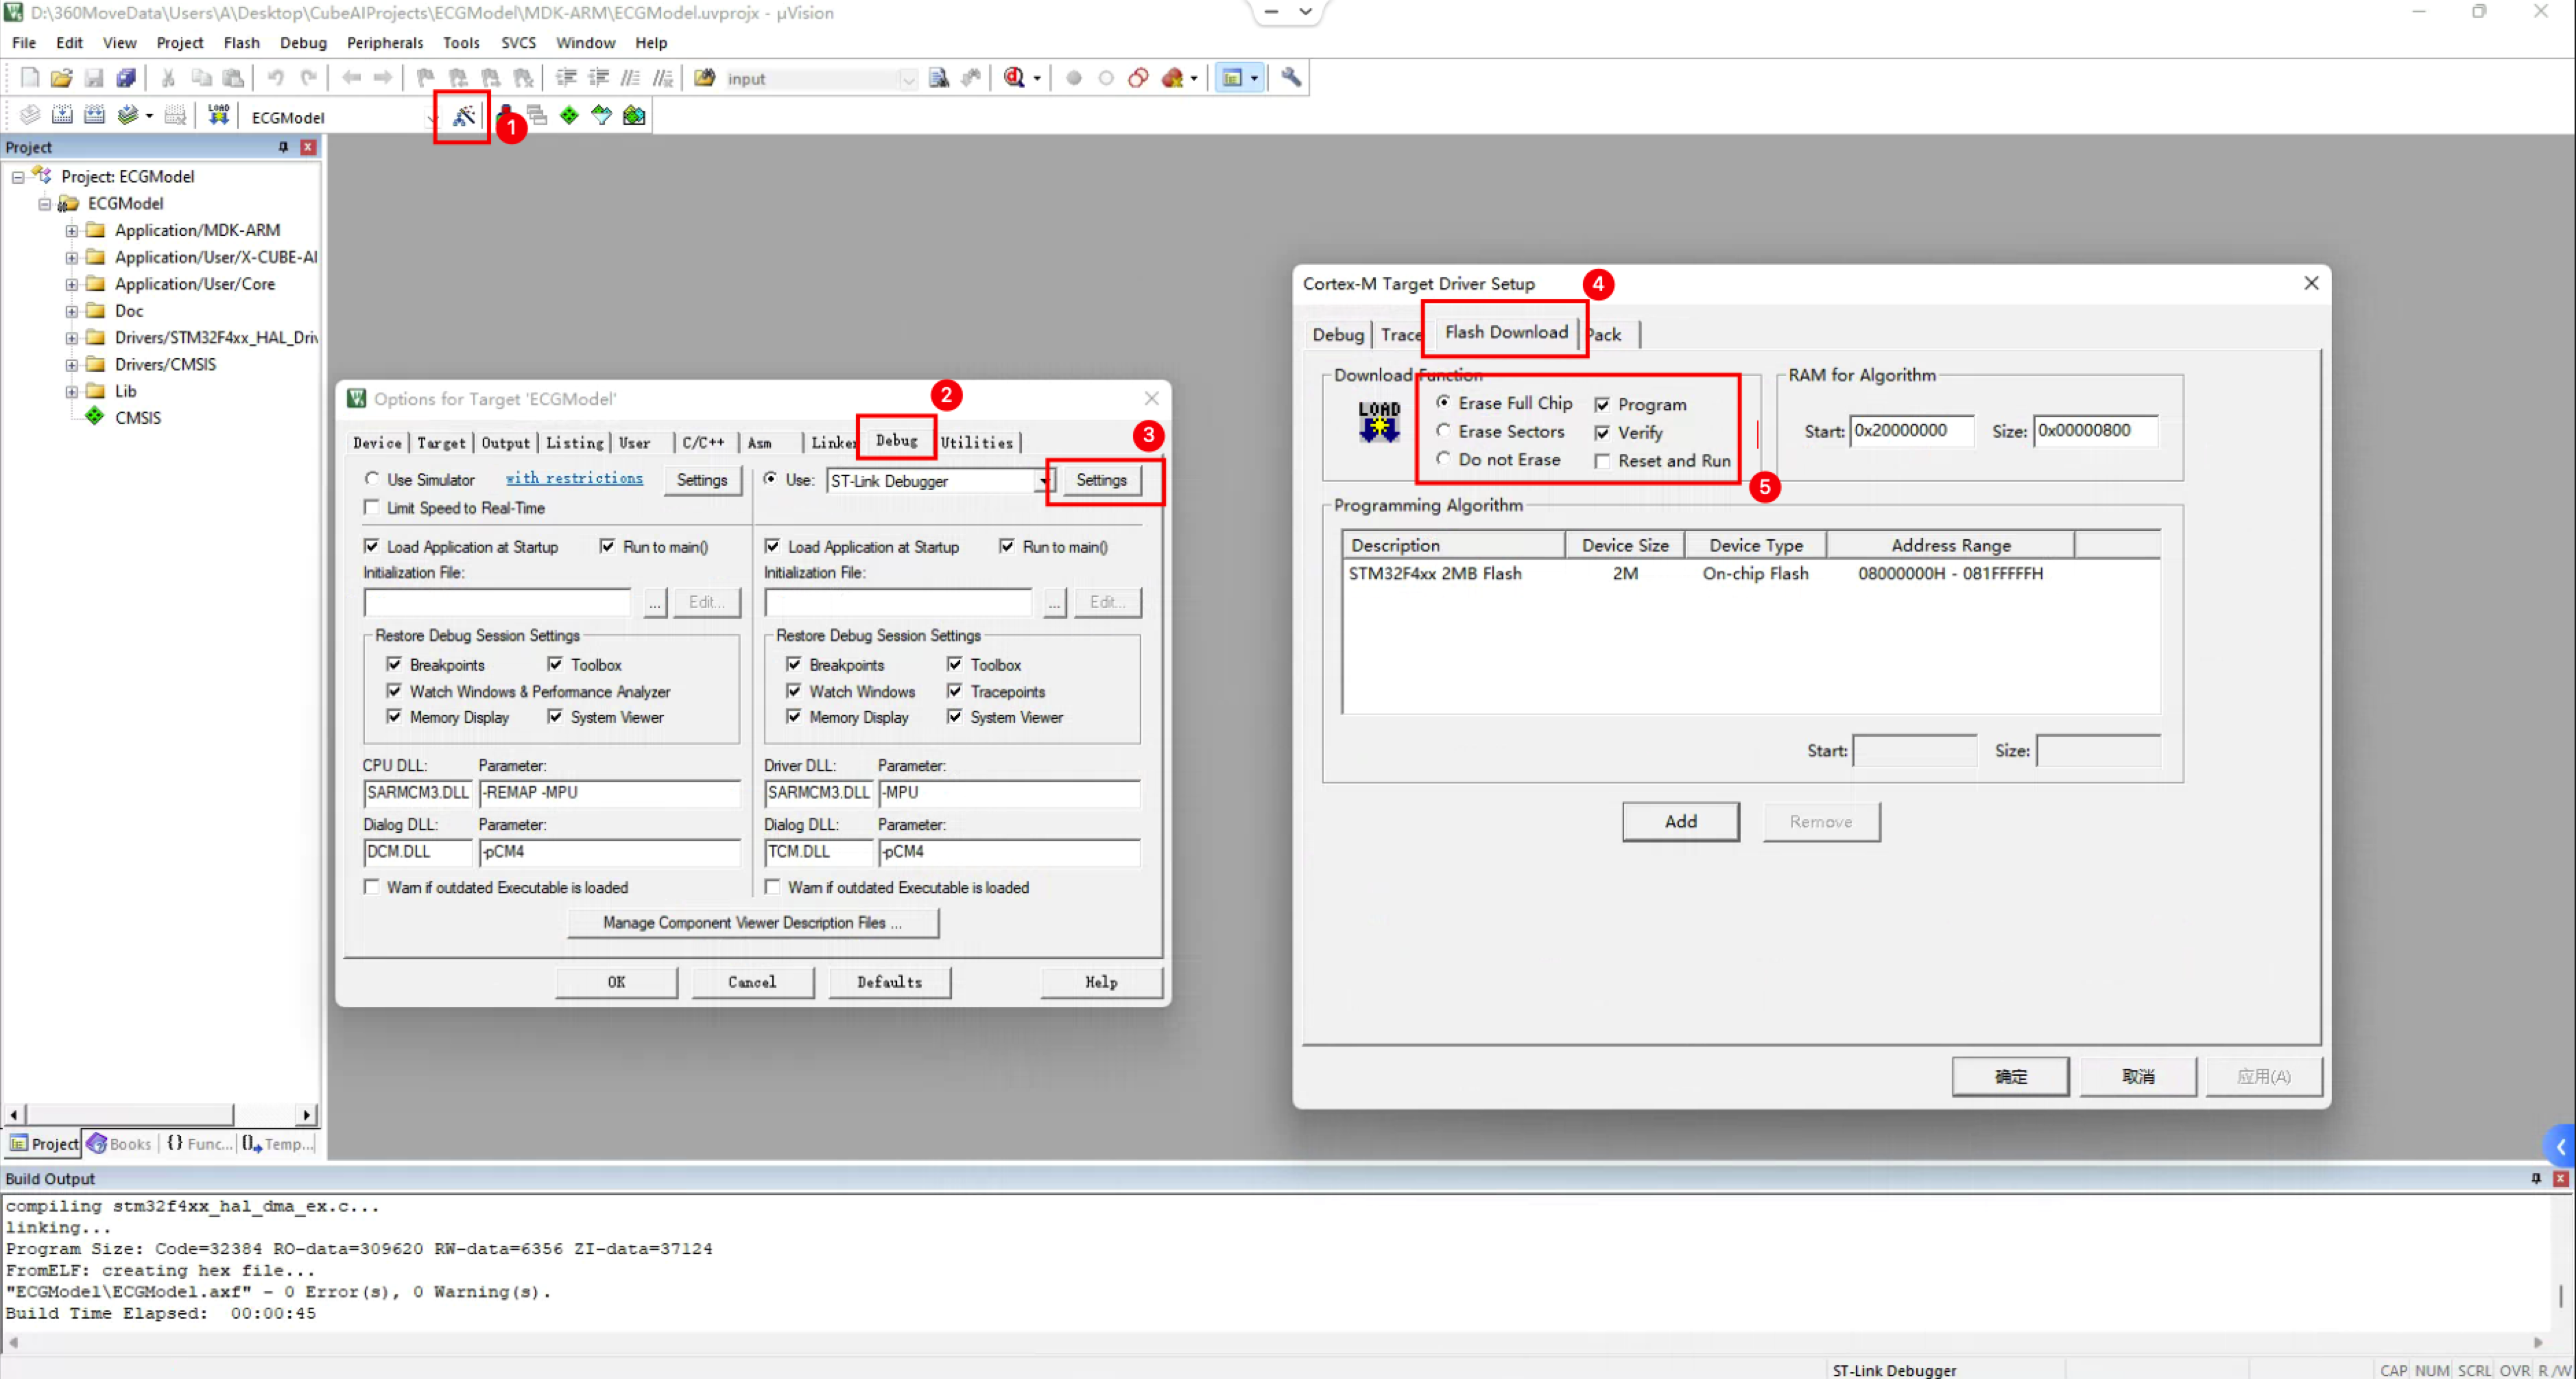 D:\360MoveData\Users\A\Desktop\CubeAIProjects\ECGModel\MDK-ARM\ECGModel.uvprojx - µVision
File Edit View Project Flash Debug Peripherals Tools SVCS Window Help
input
LOAD
ECGModel
1
Project
Project: ECGModel
ECGModel
Application/MDK-ARM
Application/User/X-CUBE-AI
Application/User/Core
Doc
Drivers/STM32F4xx_HAL_Driv
Drivers/CMSIS
Lib
CMSIS
Project Books {} Func... Temp...
2
Options for Target 'ECGModel'
3
Device Target Output Listing User C/C++ Asm Linker Debug Utilities
Use Simulator with restrictions Settings
Use: ST-Link Debugger Settings
Limit Speed to Real-Time
Load Application at Startup Run to main()
Load Application at Startup Run to main()
Initialization File:
Initialization File:
... Edit...
... Edit...
Restore Debug Session Settings
Restore Debug Session Settings
Breakpoints Toolbox
Breakpoints Toolbox
Watch Windows & Performance Analyzer
Watch Windows Tracepoints
Memory Display System Viewer
Memory Display System Viewer
CPU DLL: Parameter:
Driver DLL: Parameter:
SARMCM3.DLL -REMAP -MPU
SARMCM3.DLL -MPU
Dialog DLL: Parameter:
Dialog DLL: Parameter:
DCM.DLL -pCM4
TCM.DLL -pCM4
Warn if outdated Executable is loaded
Warn if outdated Executable is loaded
Manage Component Viewer Description Files ...
OK Cancel Defaults Help
Cortex-M Target Driver Setup
4
Debug Trace Flash Download Pack
Download Function
LOAD
Erase Full Chip Program
Erase Sectors Verify
Do not Erase Reset and Run
5
RAM for Algorithm
Start: 0x20000000 Size: 0x00000800
Programming Algorithm
Description Device Size Device Type Address Range
STM32F4xx 2MB Flash 2M On-chip Flash 08000000H - 081FFFFFH
Start: Size:
Add Remove
确定 取消 应用(A)
Build Output
compiling stm32f4xx_hal_dma_ex.c...
linking...
Program Size: Code=32384 RO-data=309620 RW-data=6356 ZI-data=37124
FromELF: creating hex file...
"ECGModel\ECGModel.axf" - 0 Error(s), 0 Warning(s).
Build Time Elapsed: 00:00:45
ST-Link Debugger
CAP NUM SCRL OVR R/W